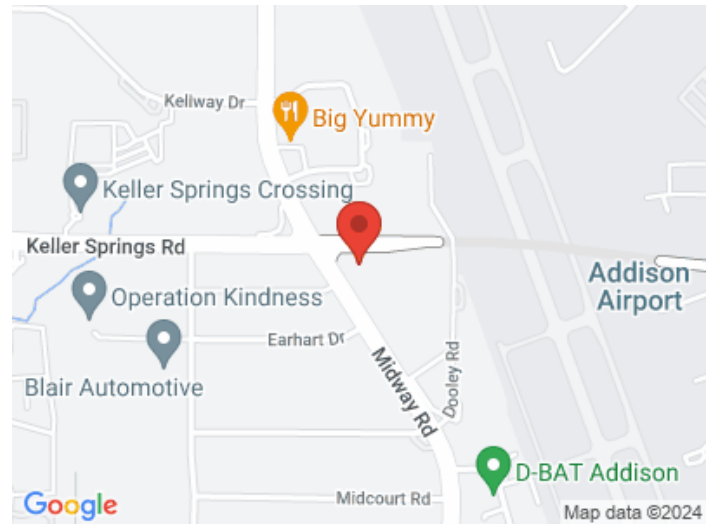 Kellway Dr
Big Yummy
Keller Springs Crossing
Keller Springs Rd
Addison
Airport
Operation Kindness
Earhart Dr
Blair Automotive
Midway Rd
Dooley Rd
D-BAT Addison
Midcourt Rd
Google
Map data ©2024